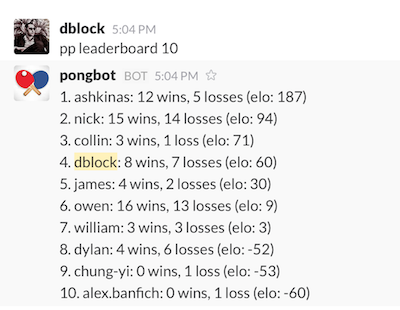 dblock 5:04 PM
pp leaderboard 10
pongbot BOT 5:04 PM
1. ashkinas: 12 wins, 5 losses (elo: 187)
2. nick: 15 wins, 14 losses (elo: 94)
3. collin: 3 wins, 1 loss (elo: 71)
4. dblock: 8 wins, 7 losses (elo: 60)
5. james: 4 wins, 2 losses (elo: 30)
6. owen: 16 wins, 13 losses (elo: 9)
7. william: 3 wins, 3 losses (elo: 3)
8. dylan: 4 wins, 6 losses (elo: -52)
9. chung-yi: 0 wins, 1 loss (elo: -53)
10. alex.banfich: 0 wins, 1 loss (elo: -60)